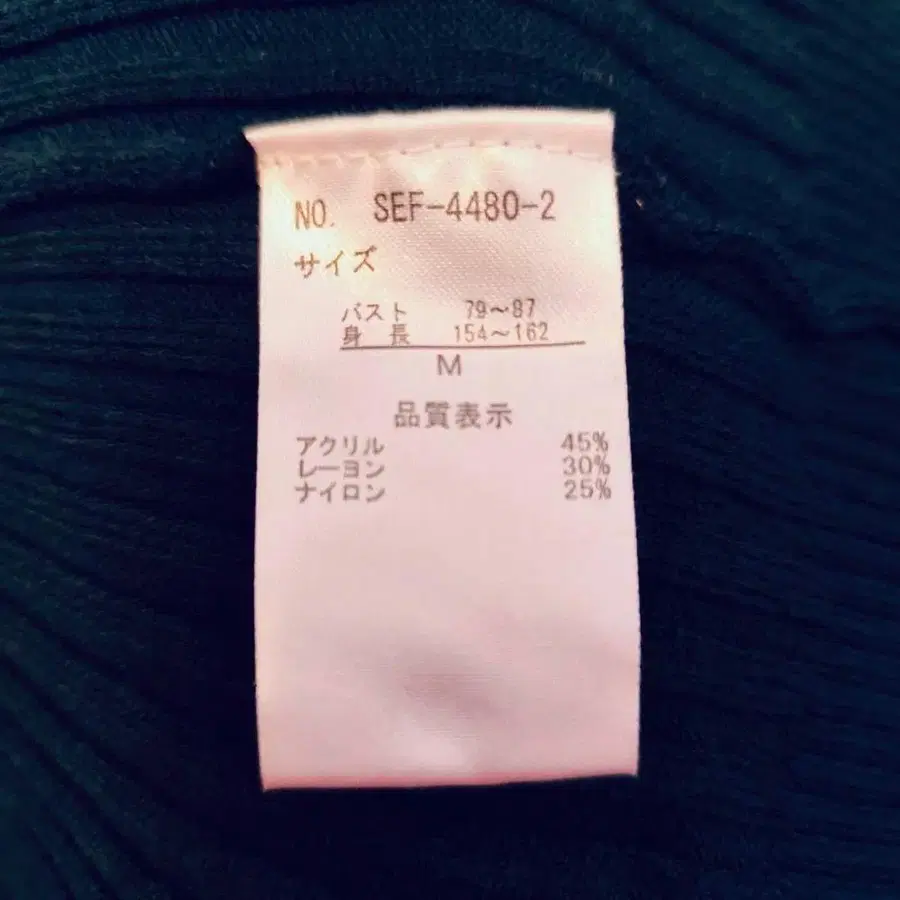 NO. SEF-4480-2
サイズ
バスト 79〜87
身長 154〜162
M
品質表示
アクリル 45%
レーヨン 30%
ナイロン 25%